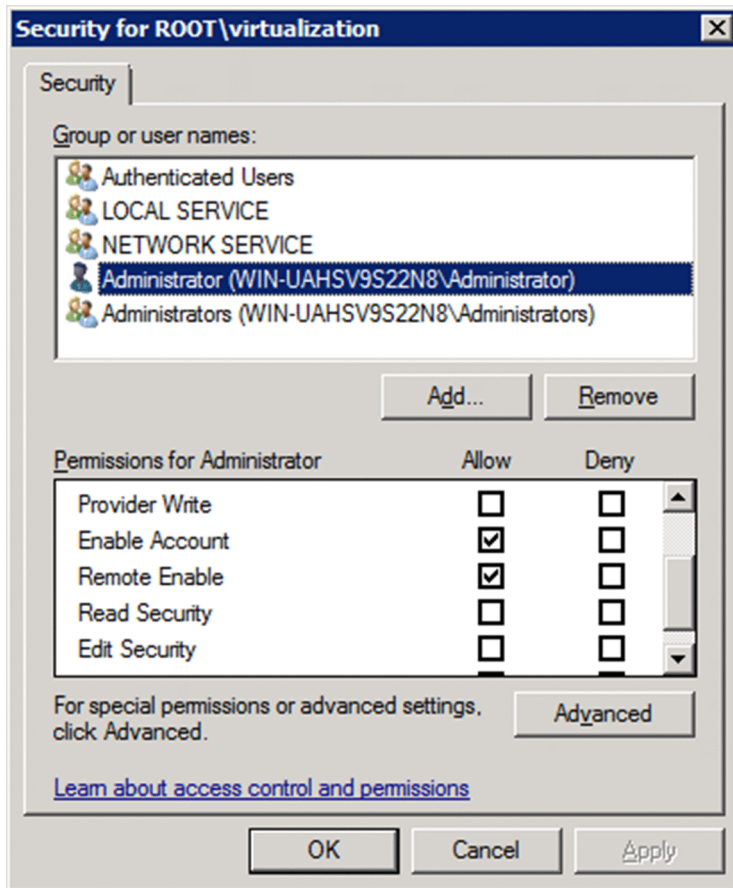 Security for ROOT\virtualization
Security
Group or user names:
Authenticated Users
LOCAL SERVICE
NETWORK SERVICE
Administrator (WIN-UAHSV9S22N8\Administrator)
Administrators (WIN-UAHSV9S22N8\Administrators)
Add... Remove
Permissions for Administrator Allow Deny
Provider Write
Enable Account
Remote Enable
Read Security
Edit Security
For special permissions or advanced settings,
click Advanced.
Advanced
Learn about access control and permissions
OK Cancel Apply